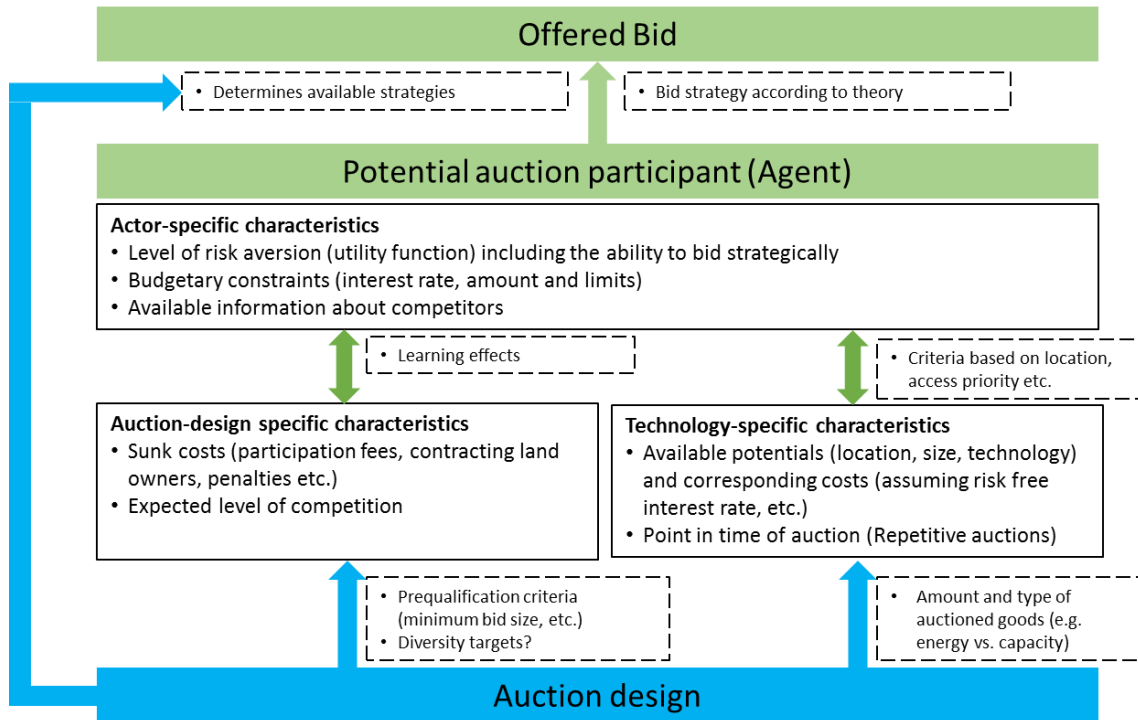 Offered Bid
• Determines available strategies
• Bid strategy according to theory
Potential auction participant (Agent)
Actor-specific characteristics
• Level of risk aversion (utility function) including the ability to bid strategically
• Budgetary constraints (interest rate, amount and limits)
• Available information about competitors
• Learning effects
• Criteria based on location,
access priority etc.
Auction-design specific characteristics
• Sunk costs (participation fees, contracting land
owners, penalties etc.)
• Expected level of competition
Technology-specific characteristics
• Available potentials (location, size, technology)
and corresponding costs (assuming risk free
interest rate, etc.)
• Point in time of auction (Repetitive auctions)
• Prequalification criteria
(minimum bid size, etc.)
• Diversity targets?
• Amount and type of
auctioned goods (e.g.
energy vs. capacity)
Auction design